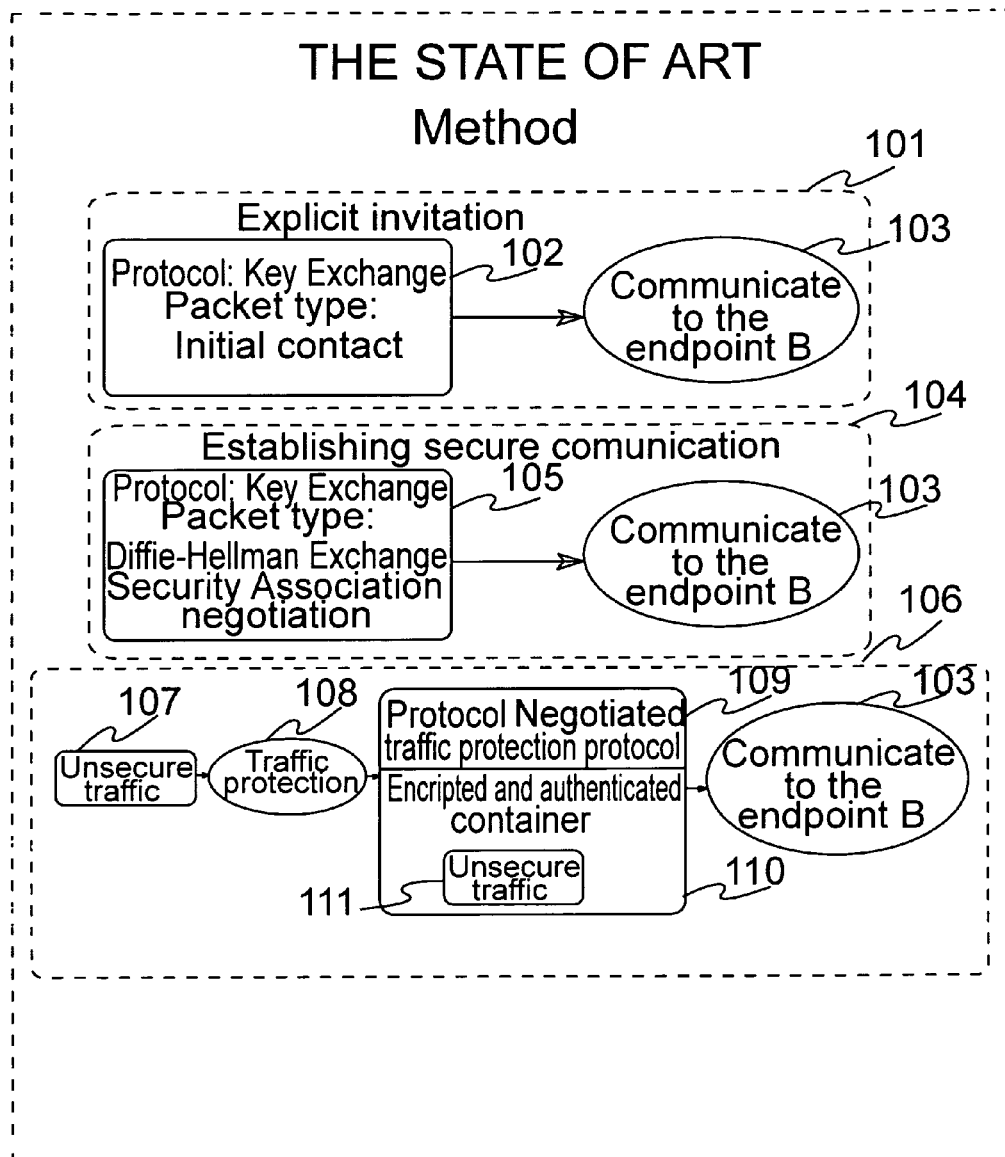 THE STATE OF ART
Method
101
Explicit invitation
102
103
Protocol: Key Exchange
Packet type:
Initial contact
Communicate
to the
endpoint B
104
Establishing secure comunication
105
103
Protocol: Key Exchange
Packet type:
Diffie-Hellman Exchange
Security Association
negotiation
Communicate
to the
endpoint B
106
107
108
109
103
Unsecure
traffic
Traffic
protection
Protocol Negotiated
traffic protection protocol
Encripted and authenticated
container
Unsecure
traffic
111
110
Communicate
to the
endpoint B